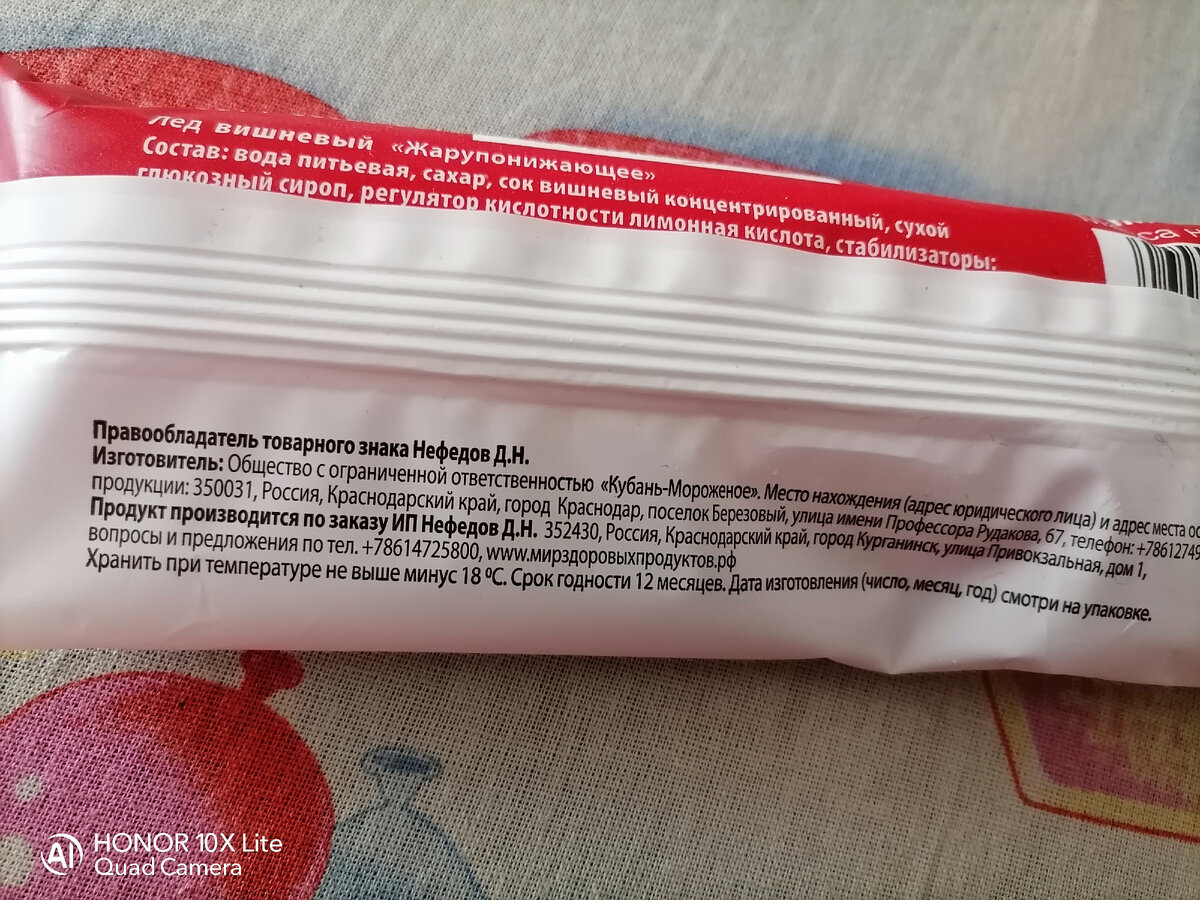 Лед вишневый «Жарупонижающее»
Состав: вода питьевая, сахар, сок вишневый концентрированный, сухой
глюкозный сироп, регулятор кислотности лимонная кислота, стабилизаторы:
Правообладатель товарного знака Нефедов Д.Н.
Изготовитель: Общество с ограниченной ответственностью «Кубань-Мороженое». Место нахождения (адрес юридического лица) и адрес места
продукции: 350031, Россия, Краснодарский край, город Краснодар, поселок Березовый, улица имени Профессора Рудакова, 67, телефон: +7861274
Продукт производится по заказу ИП Нефедов Д.Н. 352430, Россия, Краснодарский край, город Курганинск, улица Привокзальная, дом 1,
вопросы и предложения по тел. +78614725800, www.мирздоровыхпродуктов.рф
Хранить при температуре не выше минус 18 ºС. Срок годности 12 месяцев. Дата изготовления (число, месяц, год) смотри на упаковке.
HONOR 10X Lite
Quad Camera